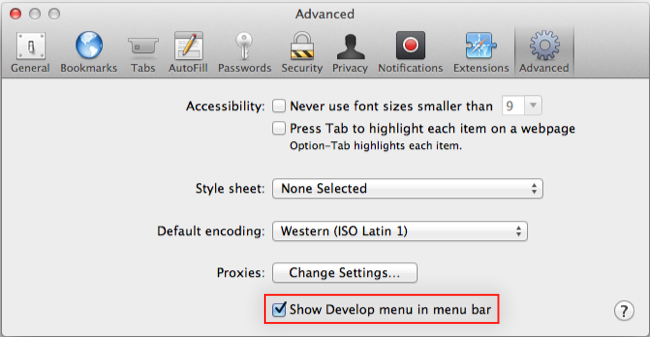 Advanced
General Bookmarks Tabs AutoFill Passwords Security Privacy Notifications Extensions Advanced
Accessibility: Never use font sizes smaller than 9
Press Tab to highlight each item on a webpage
Option-Tab highlights each item.
Style sheet: None Selected
Default encoding: Western (ISO Latin 1)
Proxies: Change Settings...
Show Develop menu in menu bar ?